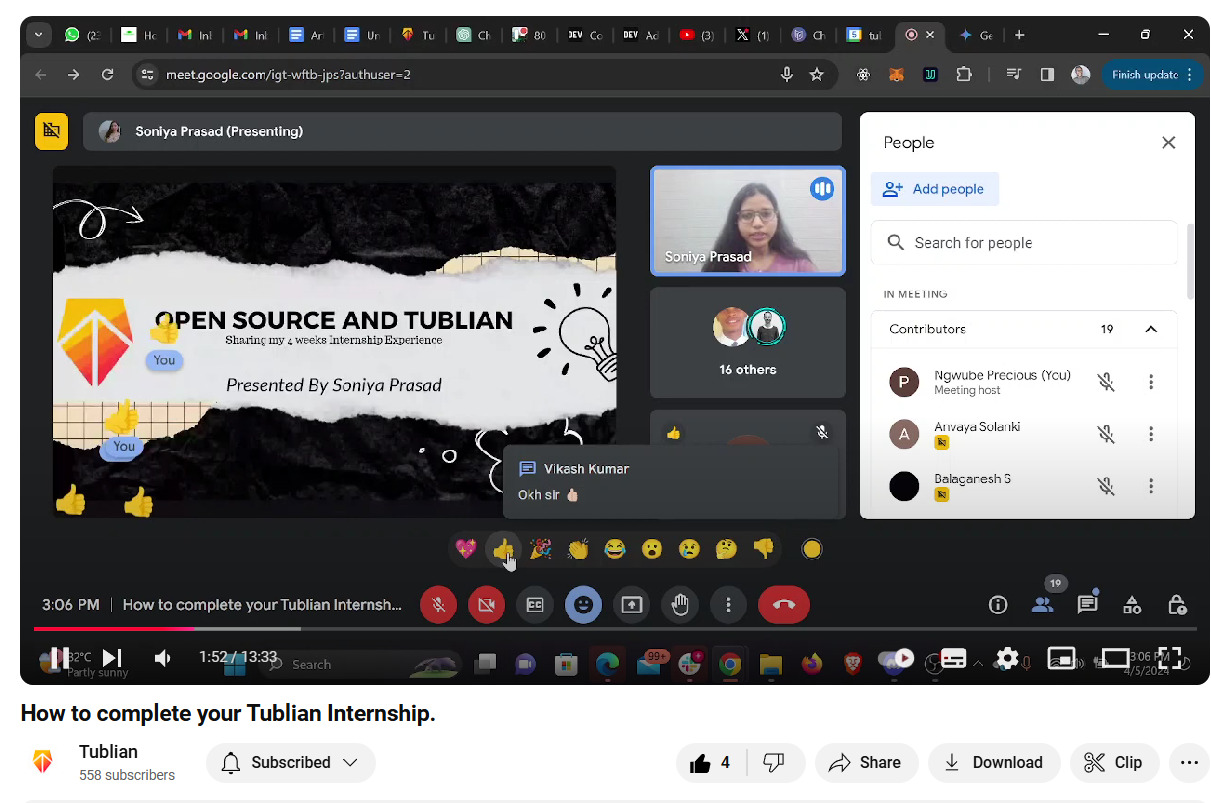 (23
Ho
Inl
Inl
Ar
Ur
Tu
Ch
80
DEV Co
DEV Ad
(3)
X (1)
Ch
tul
Ge
meet.google.com/igt-wftb-jps?authuser=2
Finish update
Soniya Prasad (Presenting)
OPEN SOURCE AND TUBLIAN
Sharing my 4 weeks Internship Experience
Presented By Soniya Prasad
You
You
Soniya Prasad
16 others
Vikash Kumar
Okh sir
People
Add people
Search for people
IN MEETING
Contributors 19
P
Ngwube Precious (You)
Meeting host
A
Anvaya Solanki
Balaganesh S
3:06 PM | How to complete your Tublian Internsh...
CC
19
32°C
Partly sunny
1:52 / 13:33
Search
99+
3:06 PM
4/5/2024
How to complete your Tublian Internship.
Tublian
558 subscribers
Subscribed
4
Share
Download
Clip